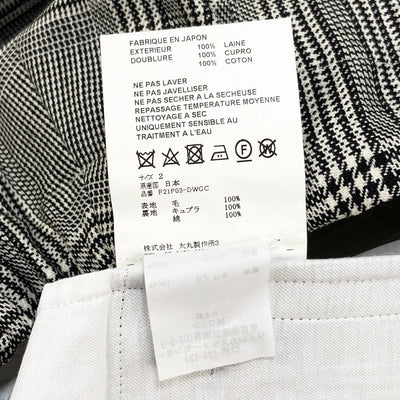 FABRIQUE EN JAPON
EXTERIEUR 100% LAINE
DOUBLURE 100% CUPRO
100% COTON
NE PAS LAVER
NE PAS JAVELLISER
NE PAS SECHER A LA SECHEUSE
REPASSAGE TEMPERATURE MOYENNE
NETTOYAGE A SEC
UNIQUEMENT SENSIBLE AU
TRAITEMENT A L'EAU
サイズ 2
原産国 日本
品番 P21P03-DWCC
表地 毛 100%
裏地 キュプラ 100%
綿 100%
株式会社 大丸製作所3